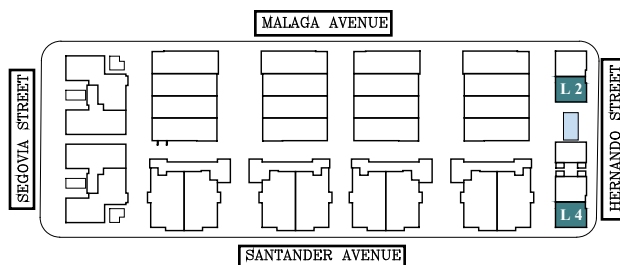 MALAGA AVENUE
SEGOVIA STREET
HERNANDO STREET
L 2
L 4
SANTANDER AVENUE